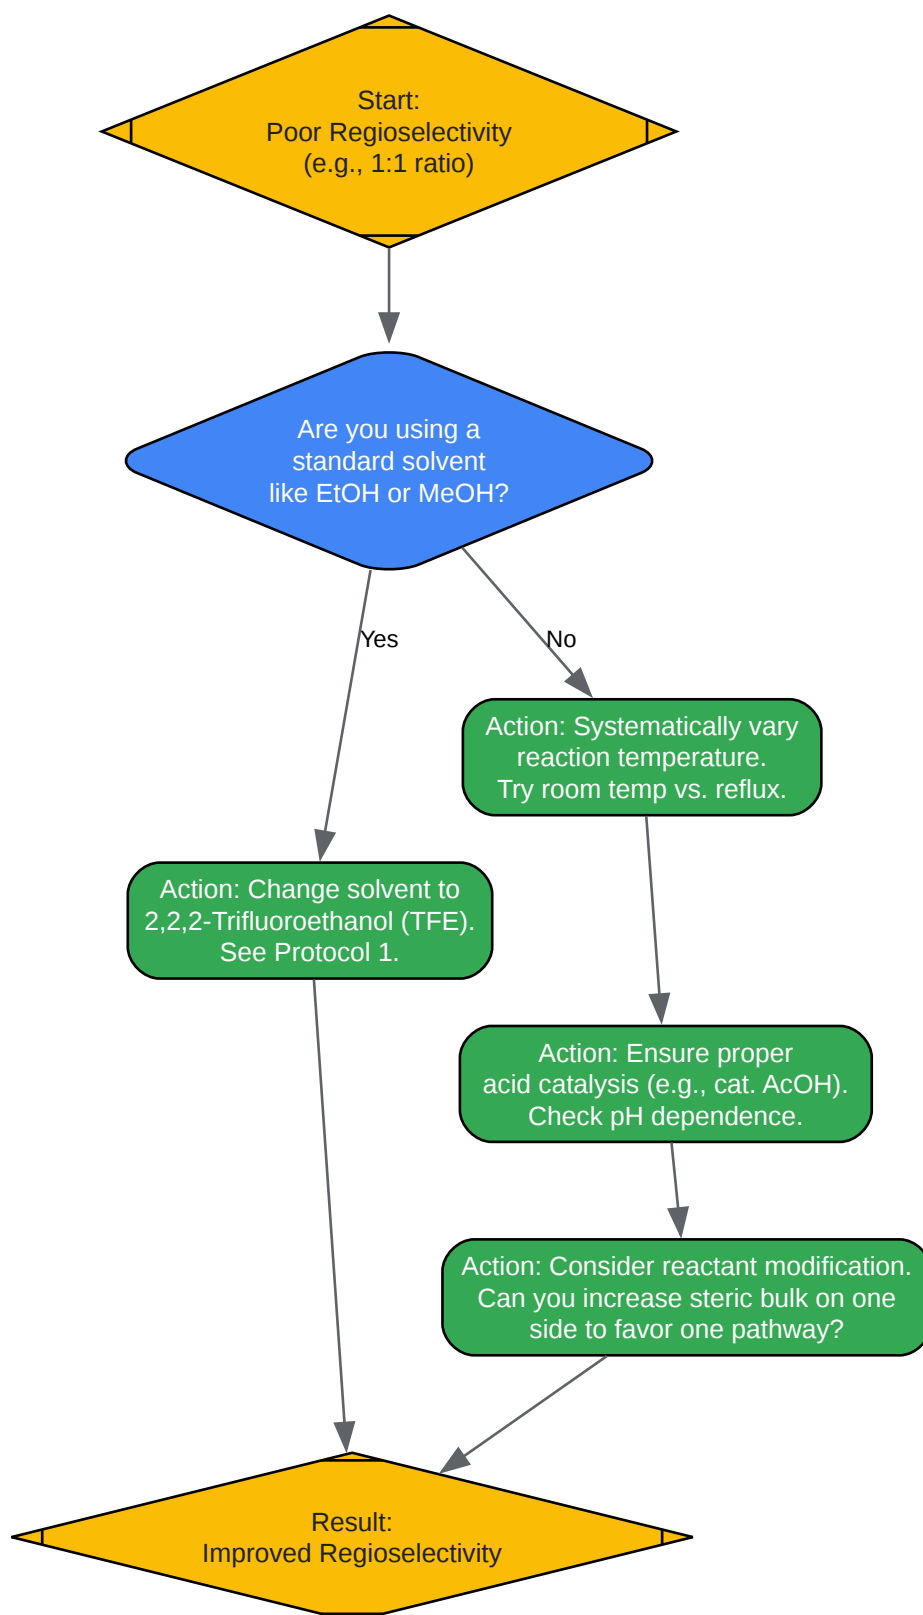 Start:
Poor Regioselectivity
(e.g., 1:1 ratio)
Are you using a
standard solvent
like EtOH or MeOH?
Yes
No
Action: Systematically vary
reaction temperature.
Try room temp vs. reflux.
Action: Change solvent to
2,2,2-Trifluoroethanol (TFE).
See Protocol 1.
Action: Ensure proper
acid catalysis (e.g., cat. AcOH).
Check pH dependence.
Action: Consider reactant modification.
Can you increase steric bulk on one
side to favor one pathway?
Result:
Improved Regioselectivity